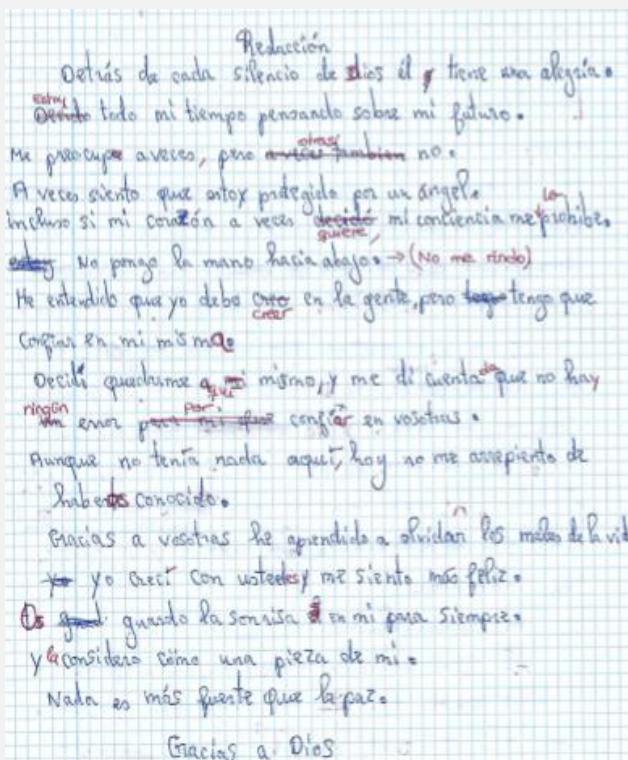 Redacción
Detrás de cada silencio de Dios él tiene una alegría.
estoy
todo mi tiempo pensando sobre mi futuro.
Me preocupa a veces, pero otras no.
A veces siento que estoy protegido por un ángel.
incluso si mi corazón a veces quiere, mi conciencia me lo prohibe.
No pongo la mano hacia abajo. → (No me rindo)
He entendido que yo debo creer en la gente, pero tengo que
confiar en mi misma.
Decidí quedarme aquí mismo, y me di cuenta de que no hay
ningún error por confiar en vosotras.
Aunque no tenía nada aquí, hoy no me arrepiento de
haberos conocido.
Gracias a vosotras he aprendido a olvidar los males de la vid
yo crecí con ustedes y me siento más feliz.
Os guardo la sonrisa en mi para siempre.
y la considero cómo una pieza de mi.
Nada es más fuerte que la paz.
Gracias a Dios